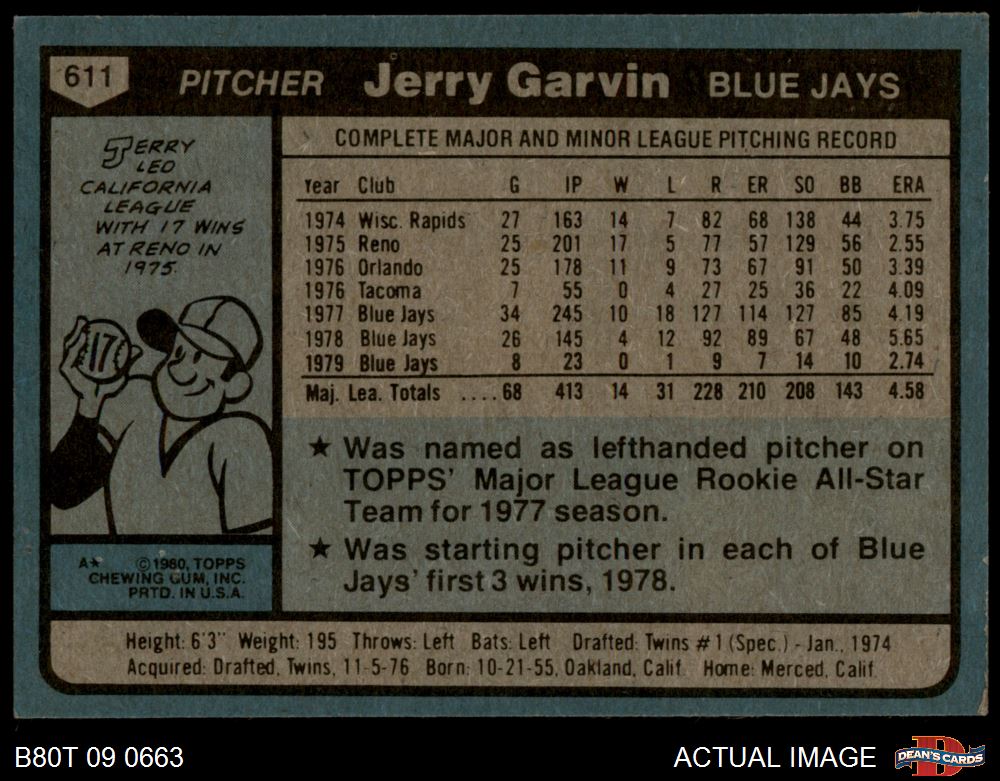 611 PITCHER Jerry Garvin BLUE JAYS
JERRY
LED
CALIFORNIA
LEAGUE
WITH 17 WINS
AT RENO IN
1975.
17
A★ ©1980, TOPPS
CHEWING GUM, INC.
PRTD. IN U.S.A.
COMPLETE MAJOR AND MINOR LEAGUE PITCHING RECORD
Year Club G IP W L R ER SO BB ERA
1974 Wisc. Rapids 27 163 14 7 82 68 138 44 3.75
1975 Reno 25 201 17 5 77 57 129 56 2.55
1976 Orlando 25 178 11 9 73 67 91 50 3.39
1976 Tacoma 7 55 0 4 27 25 36 22 4.09
1977 Blue Jays 34 245 10 18 127 114 127 85 4.19
1978 Blue Jays 26 145 4 12 92 89 67 48 5.65
1979 Blue Jays 8 23 0 1 9 7 14 10 2.74
Maj. Lea. Totals ....68 413 14 31 228 210 208 143 4.58
★ Was named as lefthanded pitcher on
TOPPS' Major League Rookie All-Star
Team for 1977 season.
★ Was starting pitcher in each of Blue
Jays' first 3 wins, 1978.
Height: 6'3" Weight: 195 Throws: Left Bats: Left Drafted: Twins #1 (Spec.) - Jan., 1974
Acquired: Drafted, Twins, 11-5-76 Born: 10-21-55, Oakland, Calif. Home: Merced, Calif.
B80T 09 0663 ACTUAL IMAGE D DEAN'S CARDS